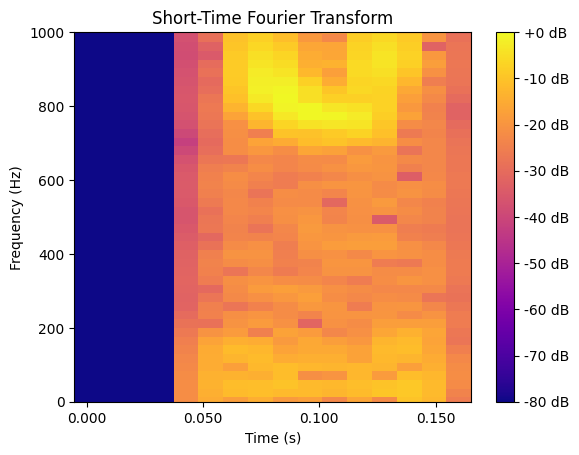 Short-Time Fourier Transform
Frequency (Hz)
1000
800
600
400
200
0
0.000
0.050
0.100
0.150
Time (s)
+0 dB
-10 dB
-20 dB
-30 dB
-40 dB
-50 dB
-60 dB
-70 dB
-80 dB